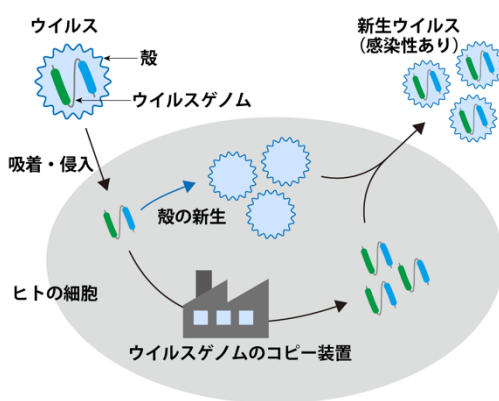 ウイルス
殻
ウイルスゲノム
新生ウイルス
(感染性あり)
吸着・侵入
殻の新生
ヒトの細胞
ウイルスゲノムのコピー装置